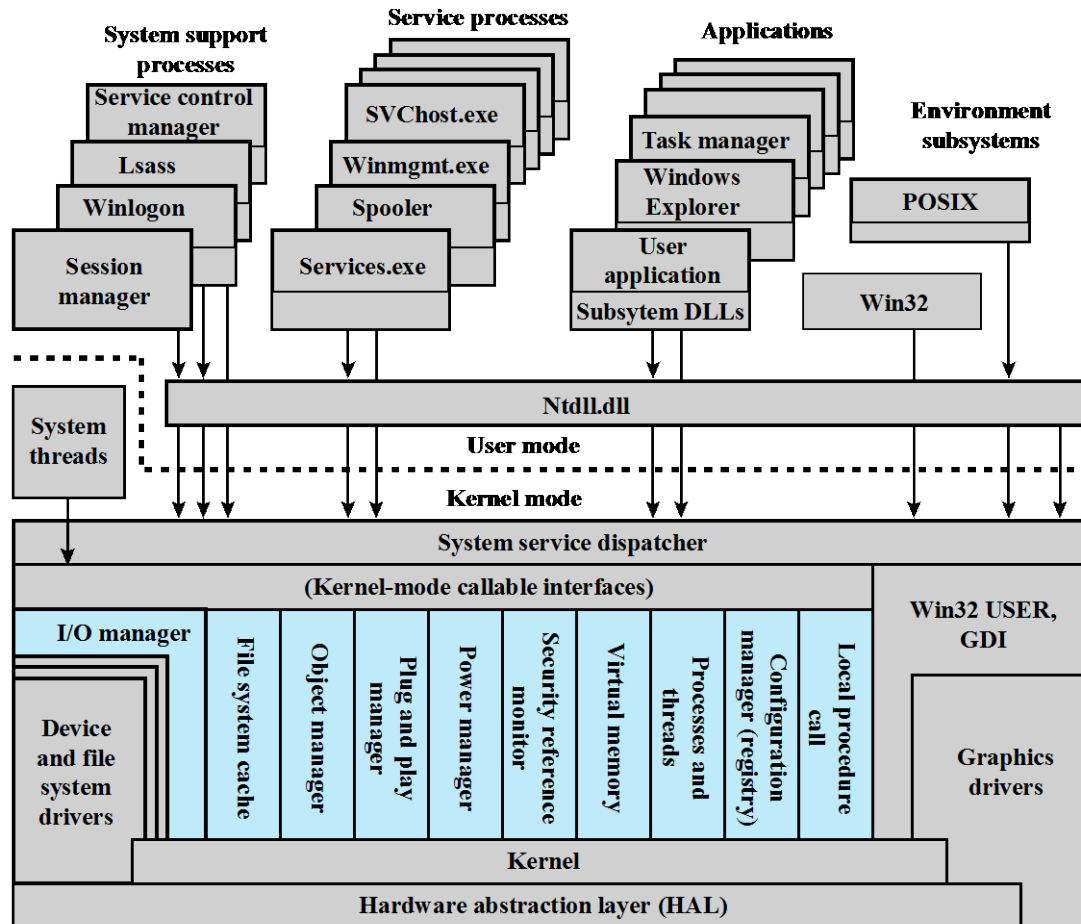 System support
processes
Service processes
Applications
Environment
subsystems
Service control
manager
Lsass
Winlogon
Session
manager
SVChost.exe
Winmgmt.exe
Spooler
Services.exe
Task manager
Windows
Explorer
User
application
Subsytem DLLs
POSIX
Win32
System
threads
Ntdll.dll
User mode
Kernel mode
System service dispatcher
(Kernel-mode callable interfaces)
Win32 USER,
GDI
I/O manager
Device
and file
system
drivers
File system cache
Object manager
Plug and play
manager
Power manager
Security reference
monitor
Virtual memory
Processes and
threads
Configuration
manager (registry)
Local procedure
call
Graphics
drivers
Kernel
Hardware abstraction layer (HAL)